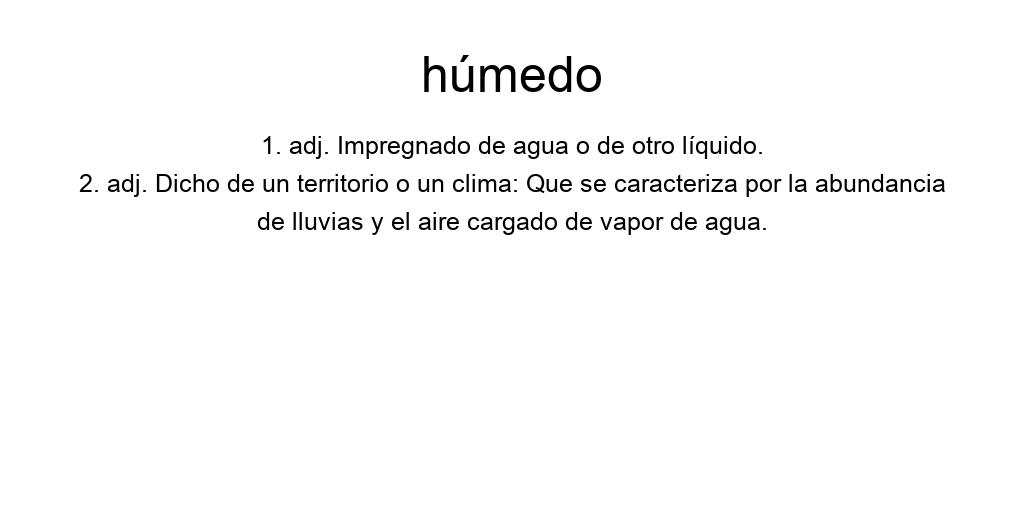 húmedo
1. adj. Impregnado de agua o de otro líquido.
2. adj. Dicho de un territorio o un clima: Que se caracteriza por la abundancia
de lluvias y el aire cargado de vapor de agua.